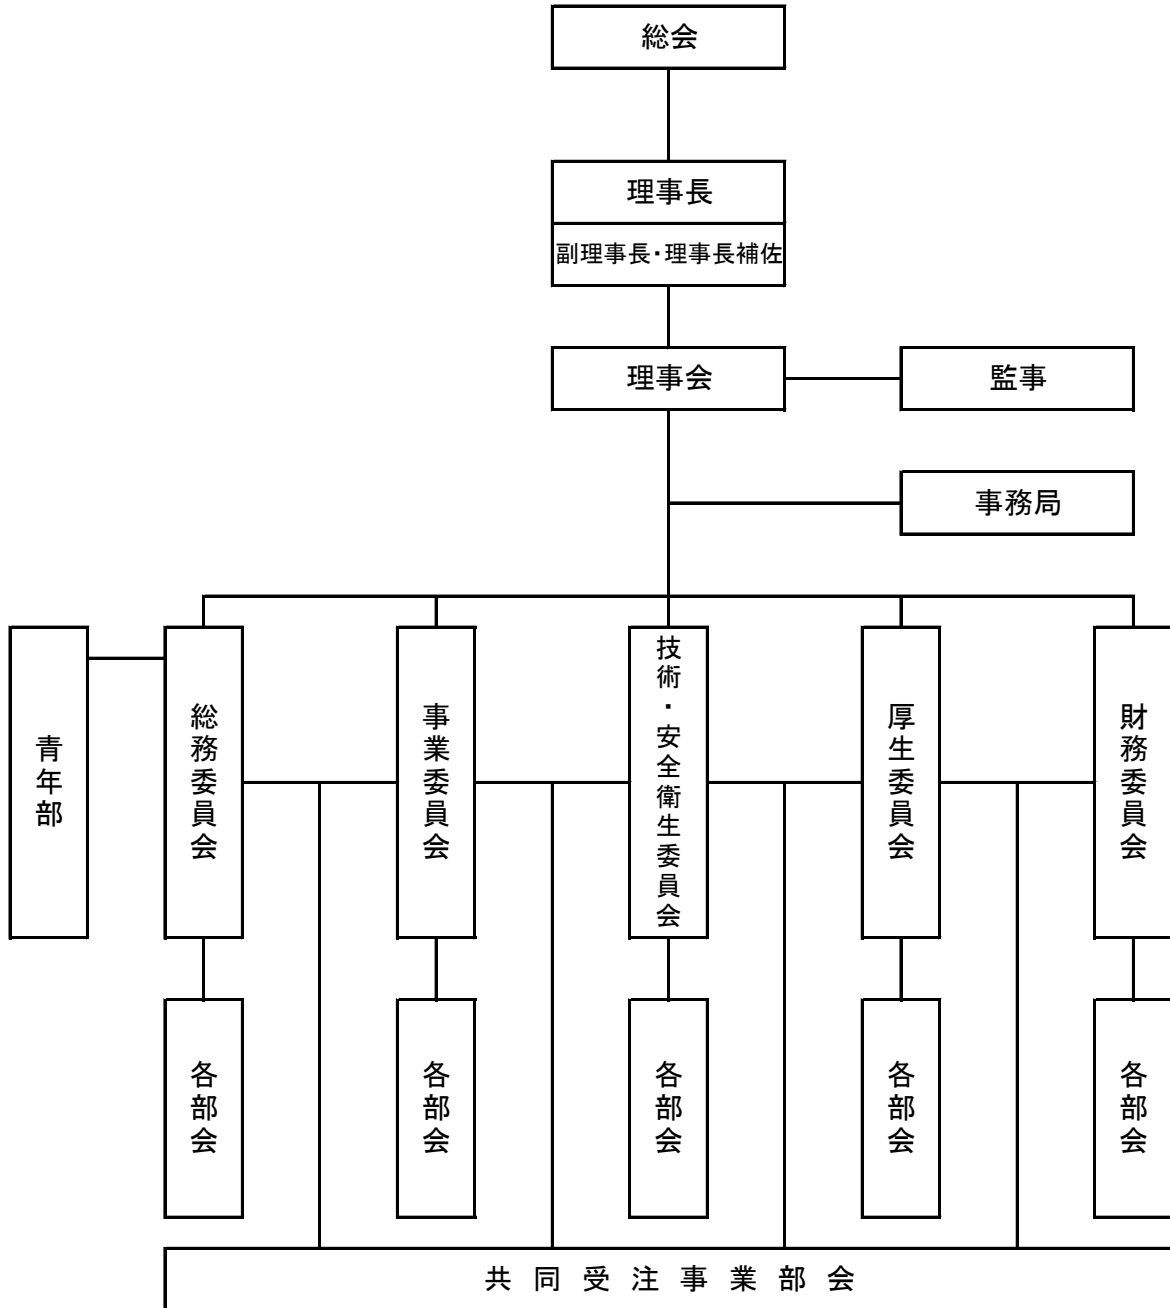 総会
理事長
副理事長・理事長補佐
理事会
監事
事務局
青年部
総務委員会
事業委員会
技術・安全衛生委員会
厚生委員会
財務委員会
各部会
各部会
各部会
各部会
各部会
共同受注事業部会